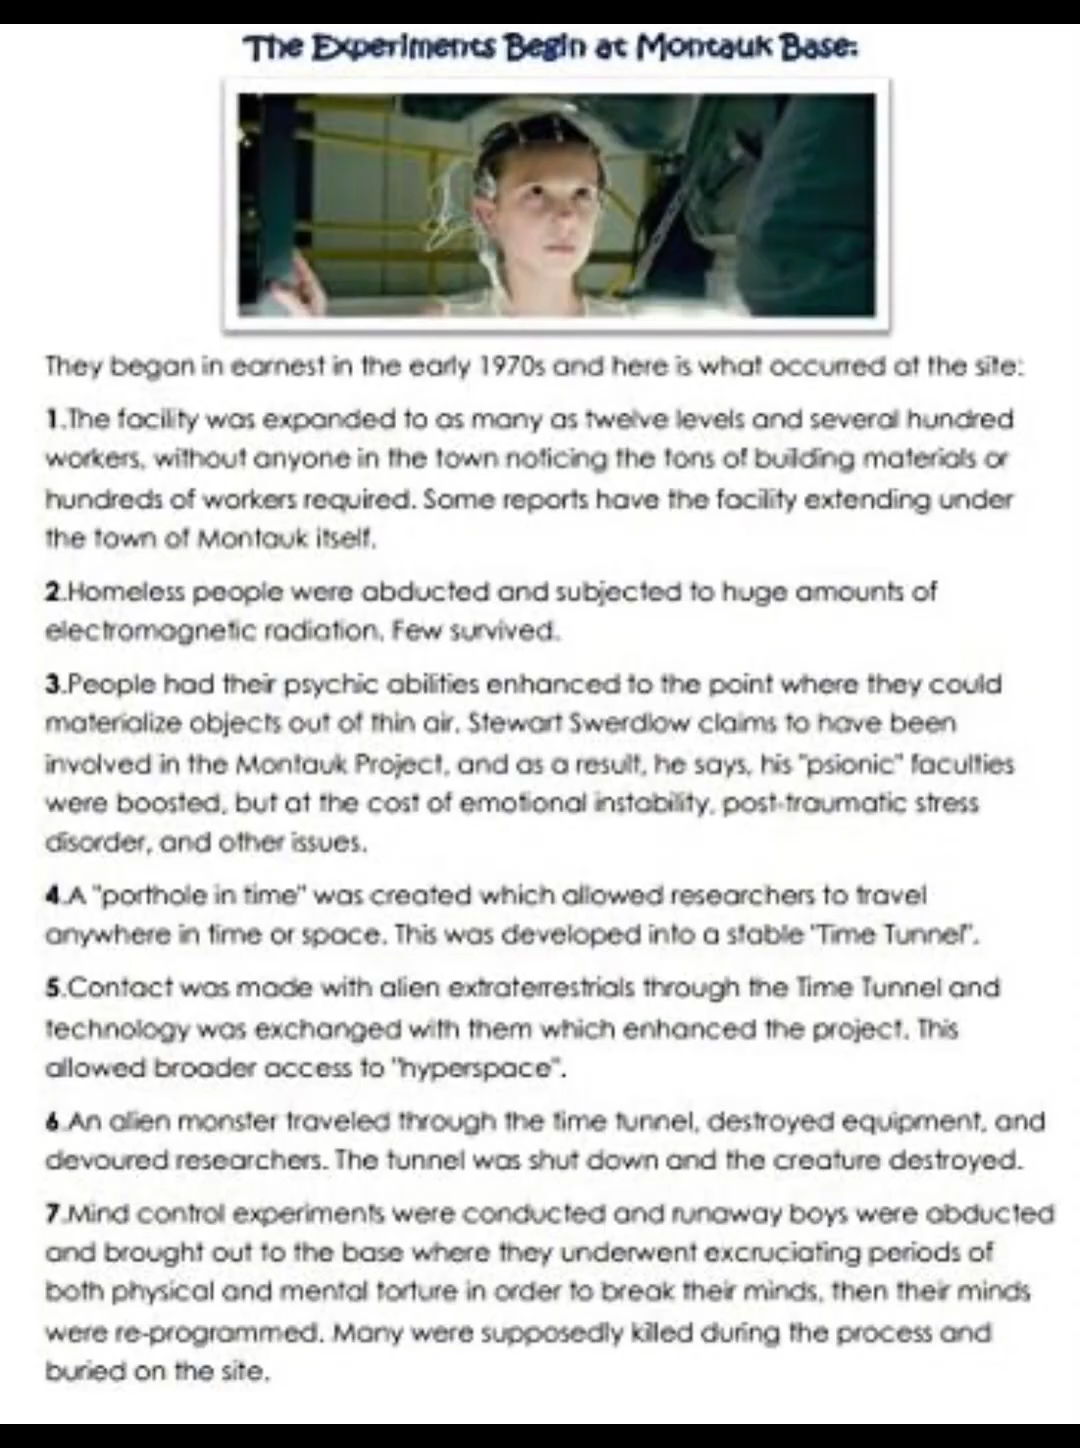 The Experiments Begin at Montauk Base:
They began in earnest in the early 1970s and here is what occurred at the site:
1.The facility was expanded to as many as twelve levels and several hundred
workers, without anyone in the town noticing the tons of building materials or
hundreds of workers required. Some reports have the facility extending under
the town of Montauk itself.
2.Homeless people were abducted and subjected to huge amounts of
electromagnetic radiation. Few survived.
3.People had their psychic abilities enhanced to the point where they could
materialize objects out of thin air. Stewart Swerdlow claims to have been
involved in the Montauk Project, and as a result, he says, his "psionic" faculties
were boosted, but at the cost of emotional instability, post-traumatic stress
disorder, and other issues.
4.A "porthole in time" was created which allowed researchers to travel
anywhere in time or space. This was developed into a stable 'Time Tunnel'.
5.Contact was made with alien extraterrestrials through the Time Tunnel and
technology was exchanged with them which enhanced the project. This
allowed broader access to "hyperspace".
6.An alien monster traveled through the time tunnel, destroyed equipment, and
devoured researchers. The tunnel was shut down and the creature destroyed.
7.Mind control experiments were conducted and runaway boys were abducted
and brought out to the base where they underwent excruciating periods of
both physical and mental torture in order to break their minds, then their minds
were re-programmed. Many were supposedly killed during the process and
buried on the site.